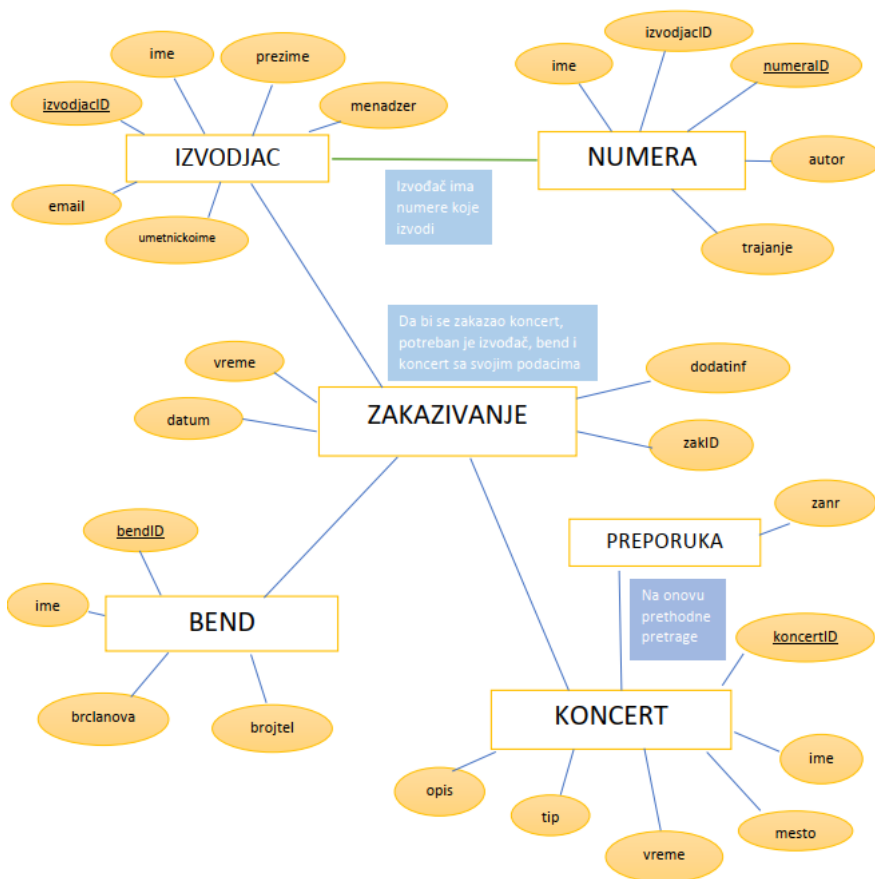 izvodjacID
ime
prezime
ime
numeraID
izvodjacID
menadzer
IZVODJAC
NUMERA
autor
Izvođač ima
numere koje
izvodi
email
umetnickoime
trajanje
Da bi se zakazao koncert,
potreban je izvođač, bend i
koncert sa svojim podacima
vreme
dodatinf
datum
ZAKAZIVANJE
zakID
zanr
bendID
PREPORUKA
ime
Na onovu
prethodne
pretrage
BEND
koncertID
brclanova
brojtel
KONCERT
ime
opis
tip
mesto
vreme